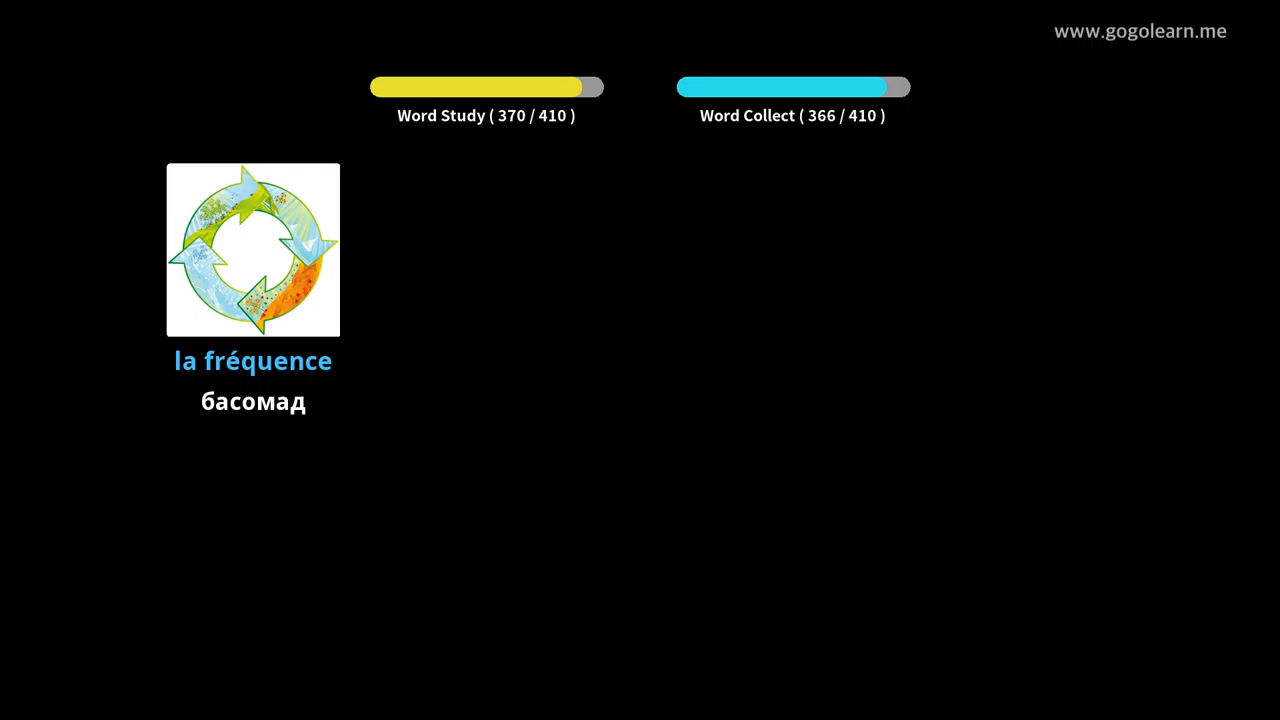 www.gogolearn.me
Word Study ( 370 / 410 )
Word Collect ( 366 / 410 )
la fréquence
басомад